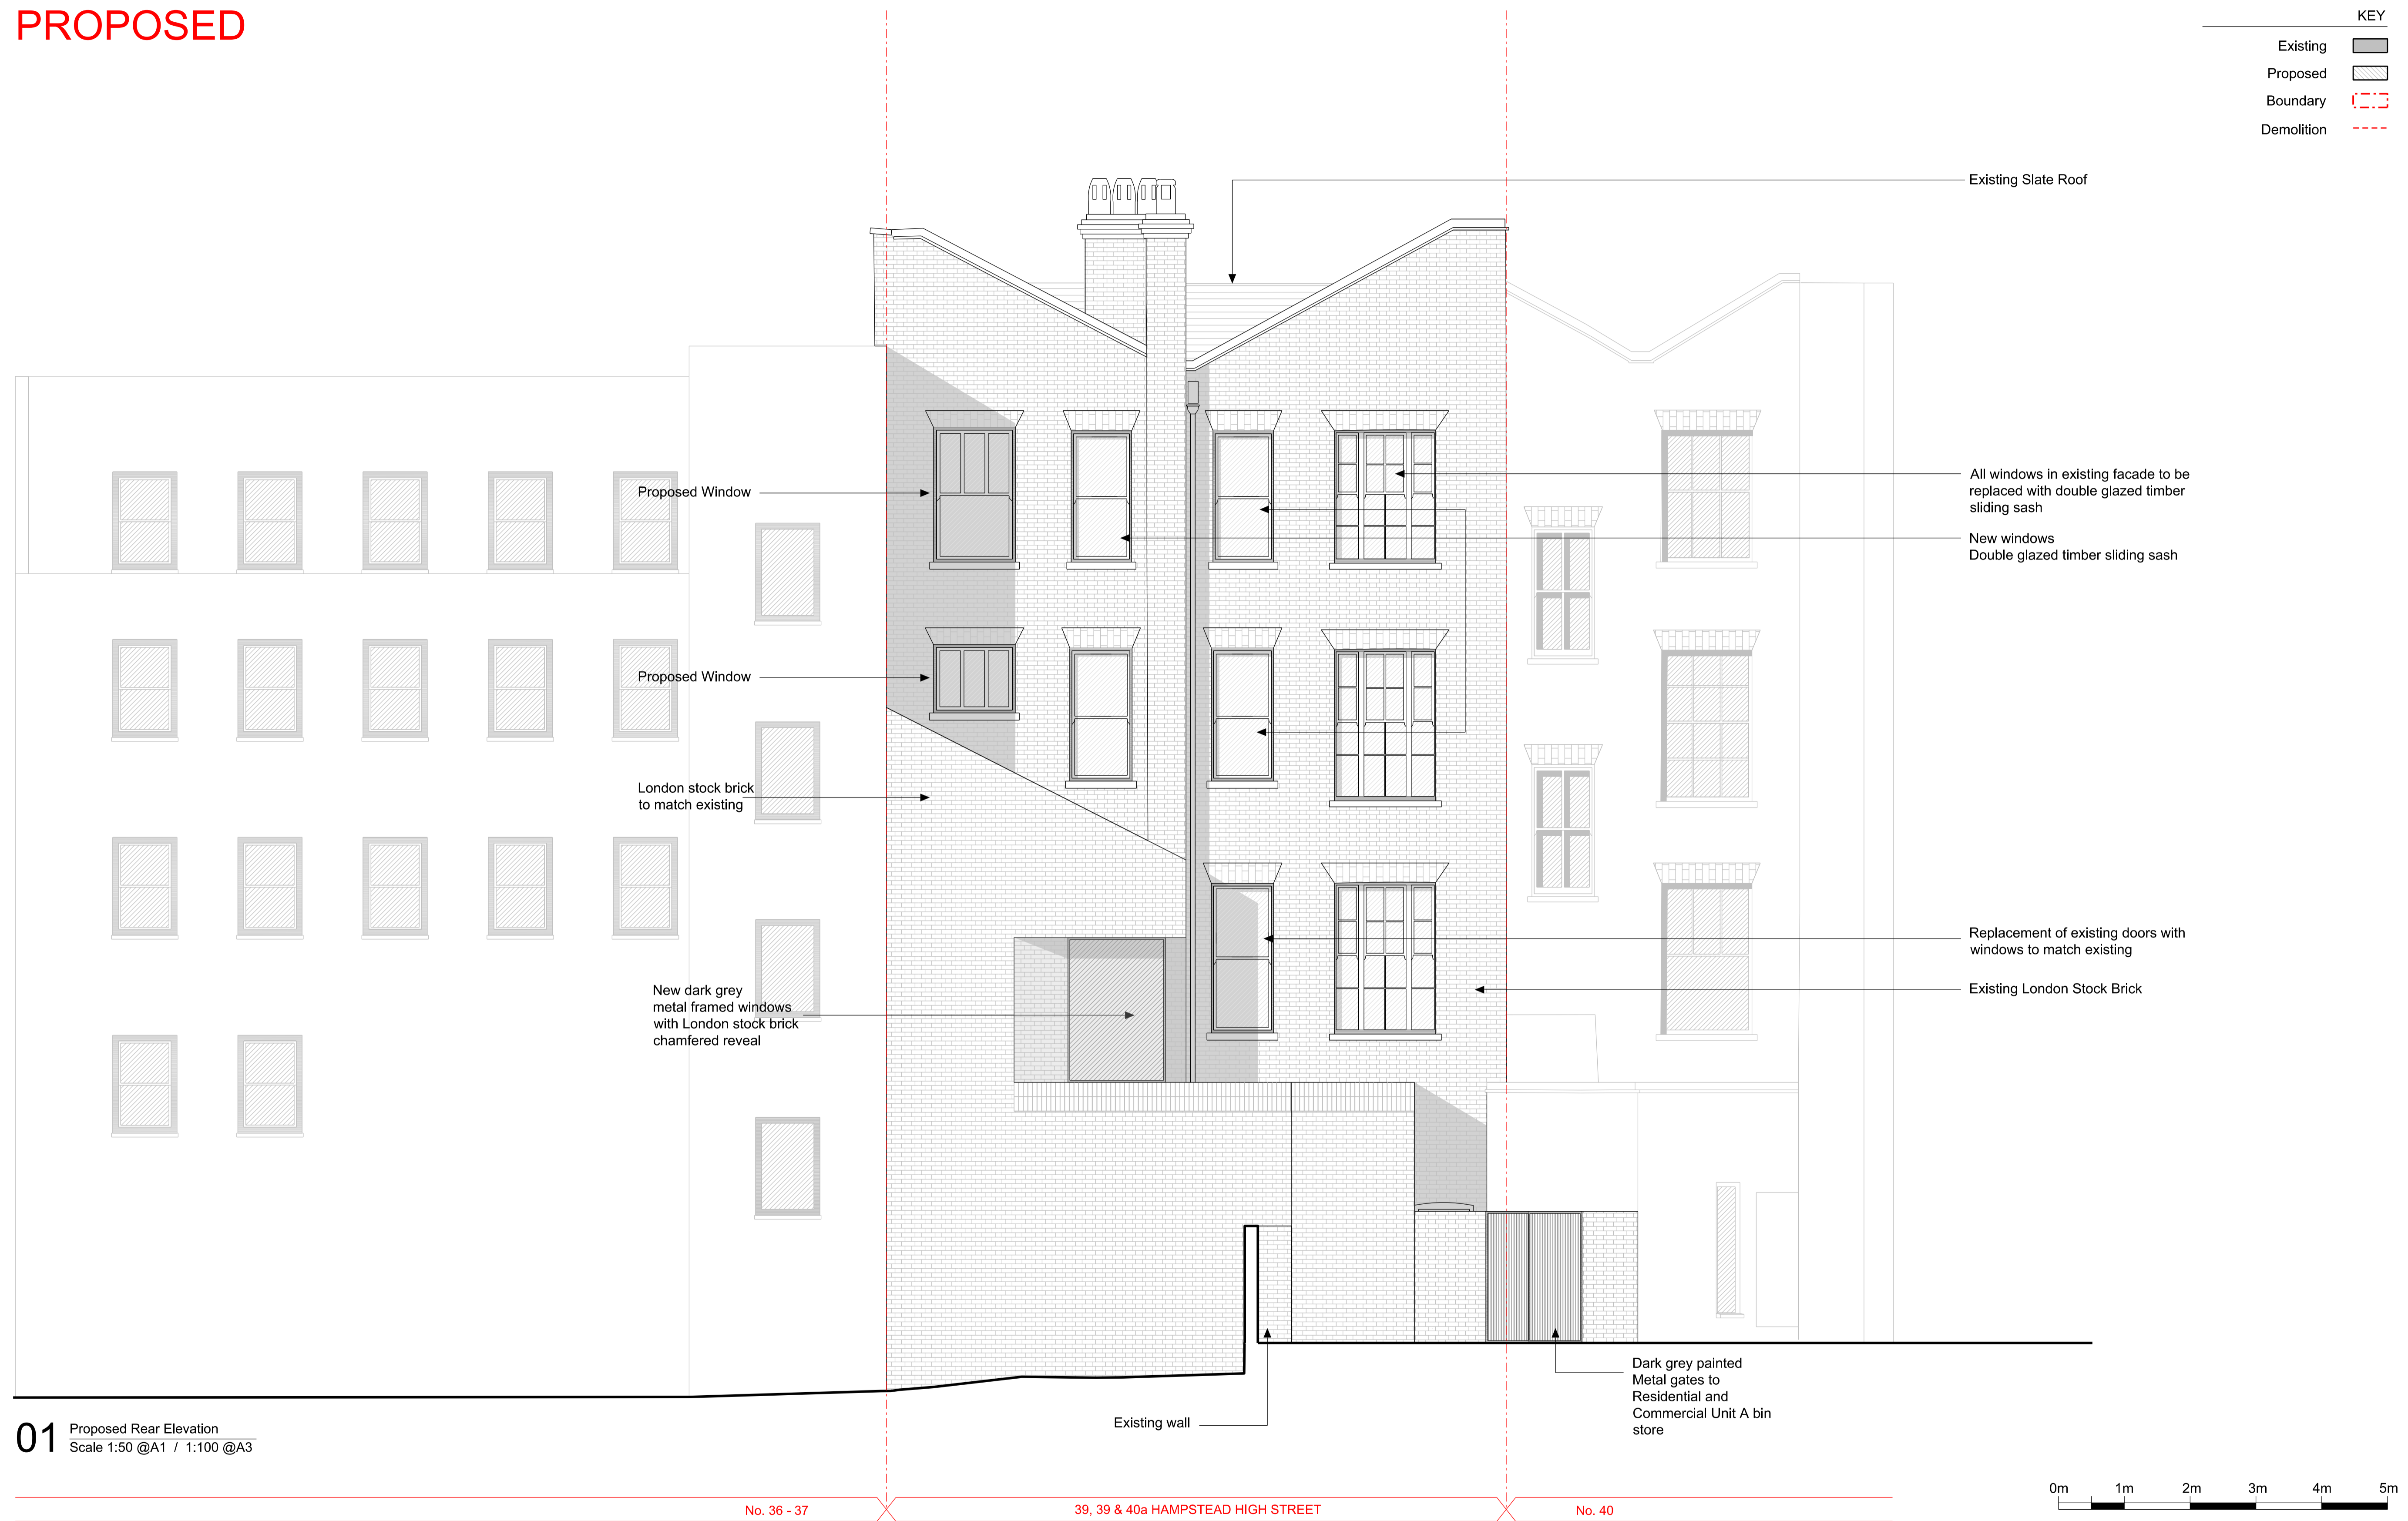 PROPOSED
KEY
Existing
Proposed
Boundary
Demolition
Existing Slate Roof
All windows in existing facade to be
replaced with double glazed timber
sliding sash
Proposed Window
New windows
Double glazed timber sliding sash
Proposed Window
London stock brick
to match existing
Replacement of existing doors with
windows to match existing
New dark grey
metal framed windows
with London stock brick
chamfered reveal
Existing London Stock Brick
Dark grey painted
Metal gates to
Residential and
Commercial Unit A bin
store
Existing wall
01
Proposed Rear Elevation
Scale 1:50 @A1 / 1:100 @A3
0m 1m 2m 3m 4m 5m
No. 36 - 37
39, 39 & 40a HAMPSTEAD HIGH STREET
No. 40